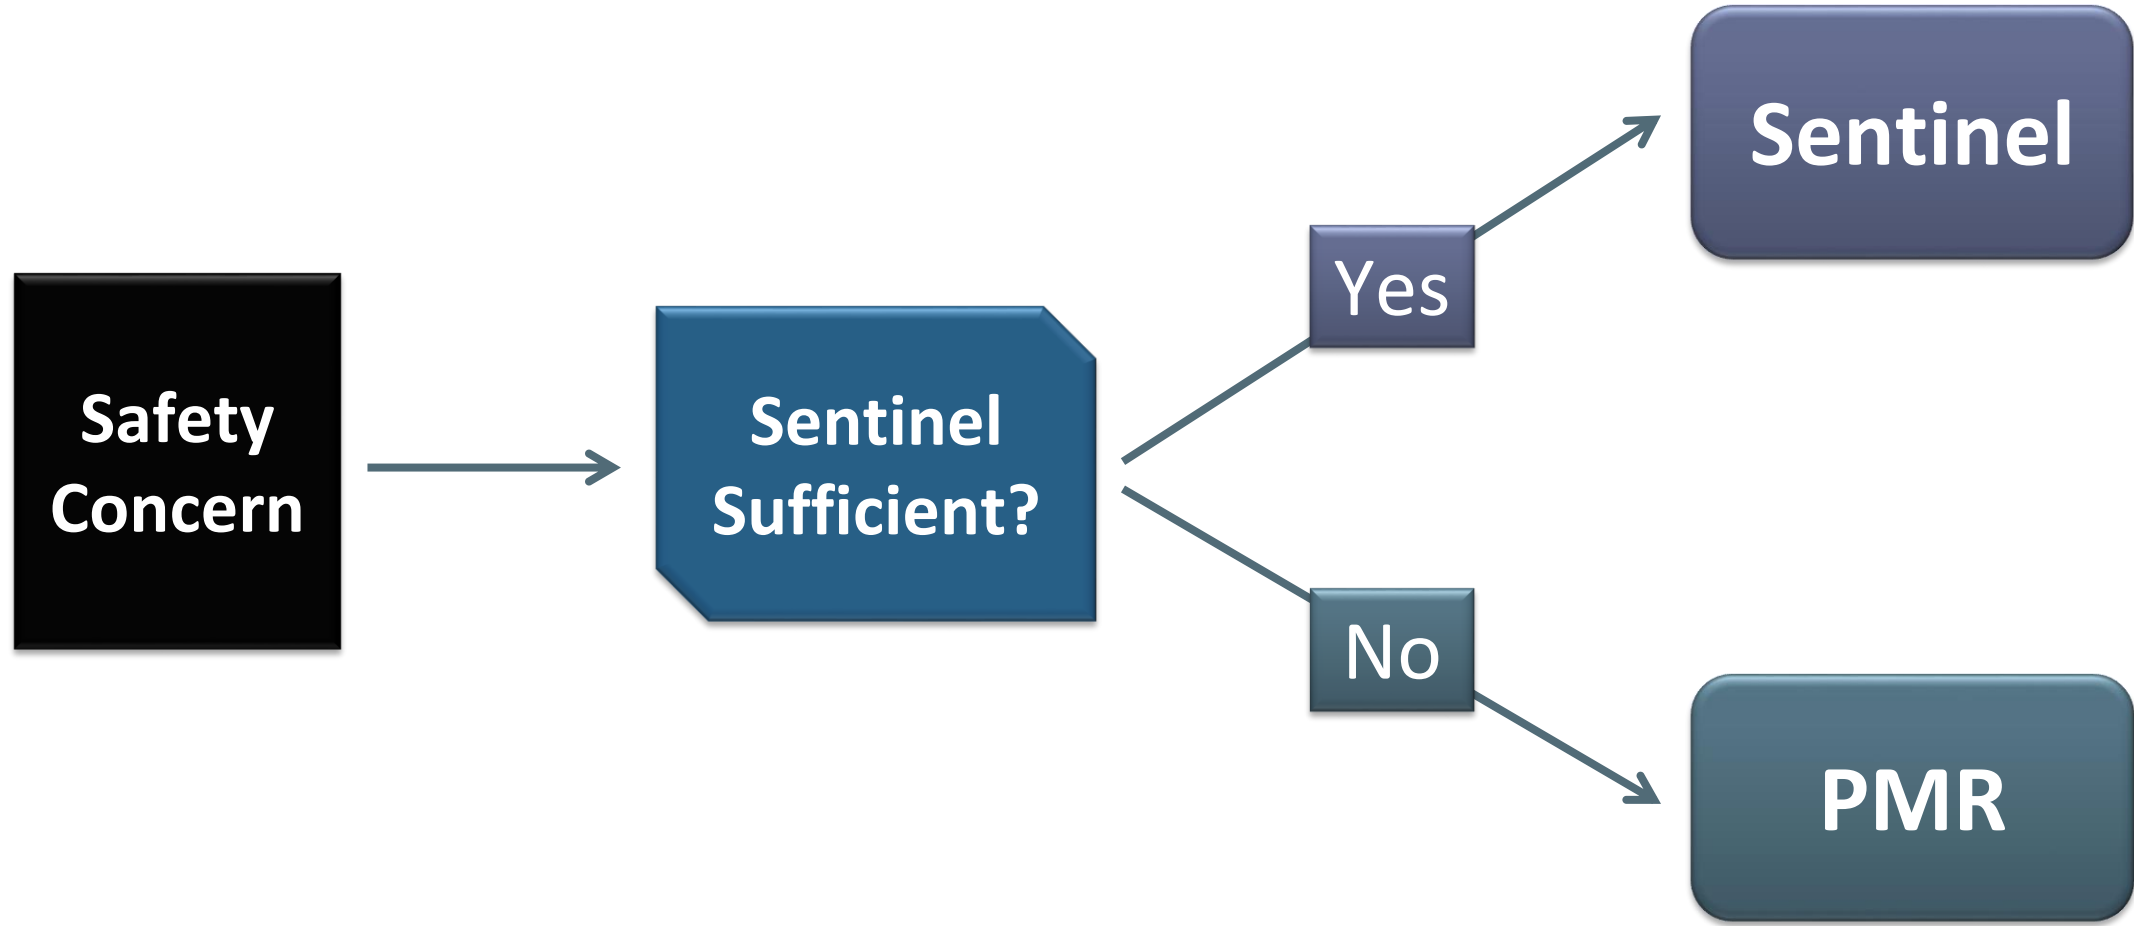 Safety
Concern
Sentinel
Sufficient?
Yes
Sentinel
No
PMR